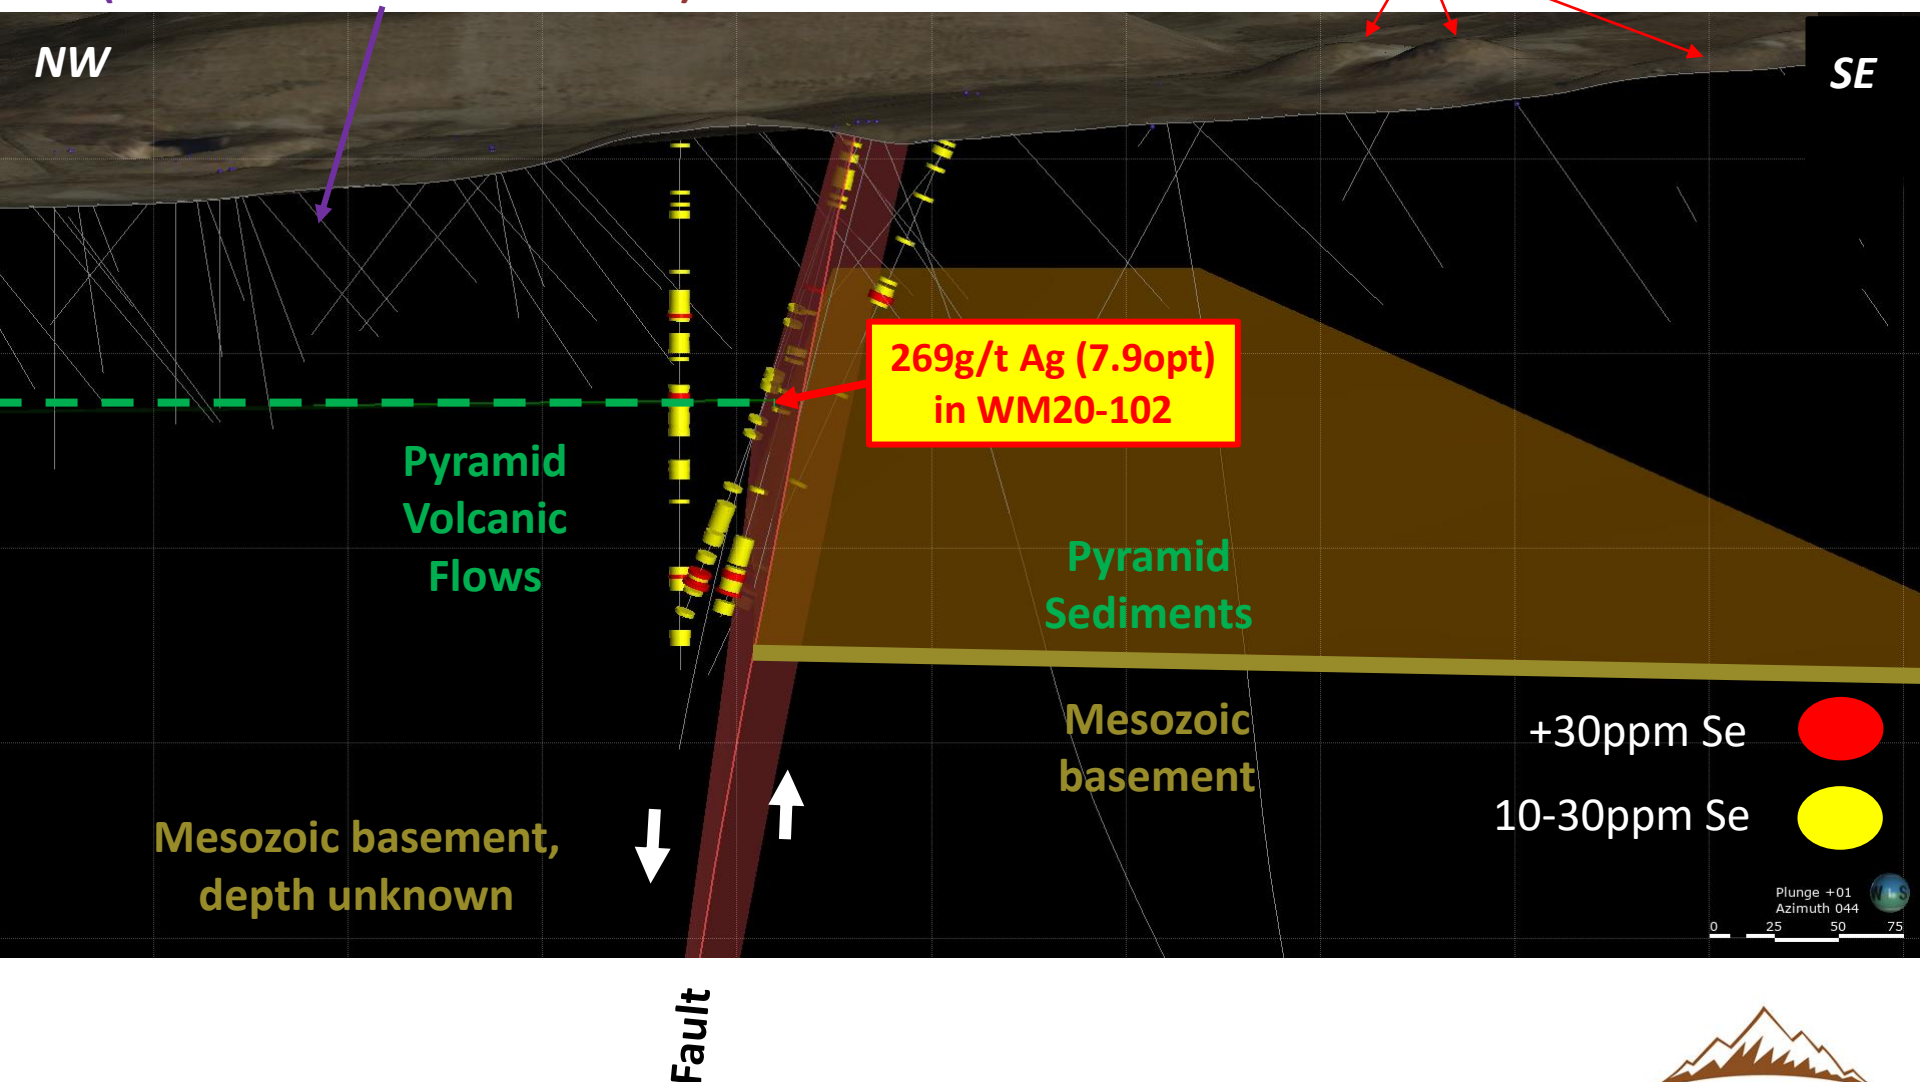 NW
SE
269g/t Ag (7.9opt)
in WM20-102
Pyramid
Volcanic
Flows
Pyramid
Sediments
Mesozoic
basement
Mesozoic basement,
depth unknown
+30ppm Se
10-30ppm Se
Plunge +01
Azimuth 044
0 25 50 75
Fault